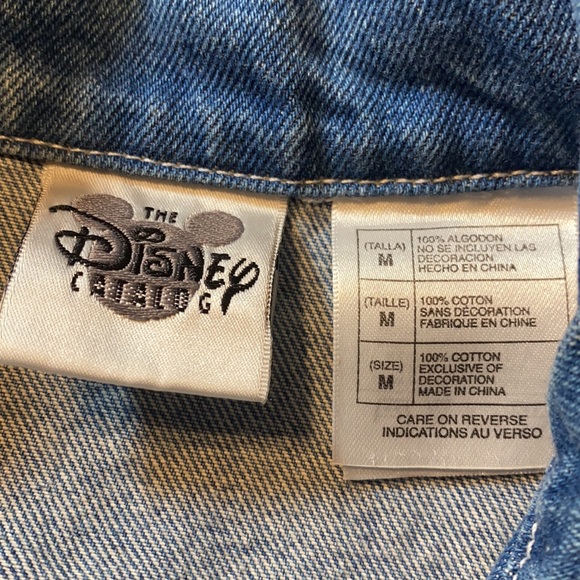 THE
Disney
CATALOG
(TALLA)
M
100% ALGODON
NO SE INCLUYEN LAS
DECORACION
HECHO EN CHINA
(TAILLE)
M
100% COTON
SANS DÉCORATION
FABRIQUE EN CHINE
(SIZE)
M
100% COTTON
EXCLUSIVE OF
DECORATION
MADE IN CHINA
CARE ON REVERSE
INDICATIONS AU VERSO